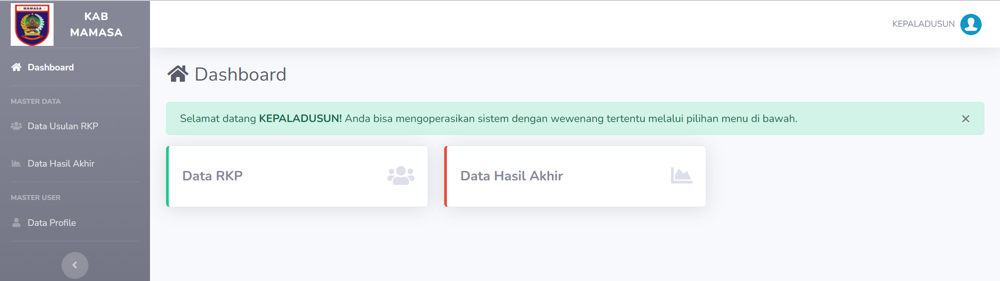 MAMASA
KAB
MAMASA
KEPALADUSUN
Dashboard
MASTER DATA
Data Usulan RKP
Data Hasil Akhir
MASTER USER
Data Profile
Dashboard
Selamat datang KEPALADUSUN! Anda bisa mengoperasikan sistem dengan wewenang tertentu melalui pilihan menu di bawah.
Data RKP
Data Hasil Akhir